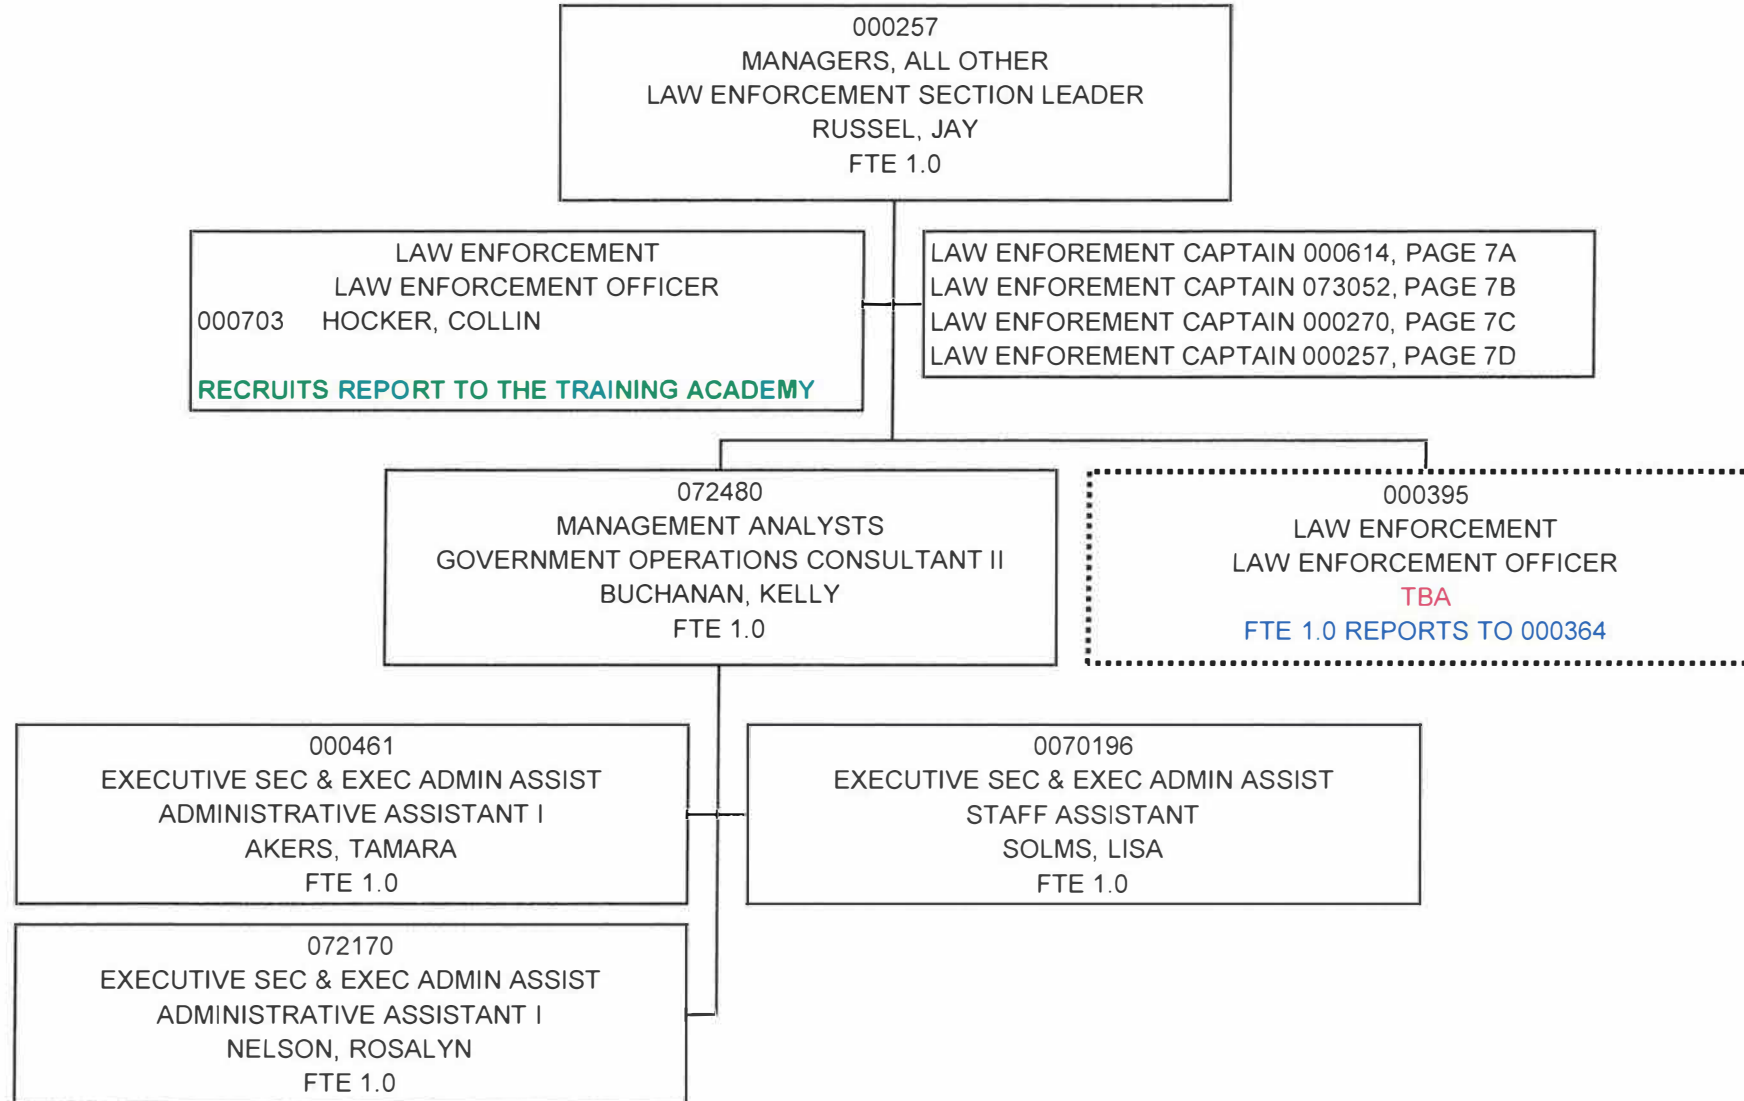 000257
MANAGERS, ALL OTHER
LAW ENFORCEMENT SECTION LEADER
RUSSEL, JAY
FTE 1.0
LAW ENFORCEMENT
LAW ENFORCEMENT OFFICER
000703 HOCKER, COLLIN
RECRUITS REPORT TO THE TRAINING ACADEMY
LAW ENFOREMENT CAPTAIN 000614, PAGE 7A
LAW ENFOREMENT CAPTAIN 073052, PAGE 7B
LAW ENFOREMENT CAPTAIN 000270, PAGE 7C
LAW ENFOREMENT CAPTAIN 000257, PAGE 7D
072480
MANAGEMENT ANALYSTS
GOVERNMENT OPERATIONS CONSULTANT II
BUCHANAN, KELLY
FTE 1.0
000395
LAW ENFORCEMENT
LAW ENFORCEMENT OFFICER
TBA
FTE 1.0 REPORTS TO 000364
000461
EXECUTIVE SEC & EXEC ADMIN ASSIST
ADMINISTRATIVE ASSISTANT I
AKERS, TAMARA
FTE 1.0
0070196
EXECUTIVE SEC & EXEC ADMIN ASSIST
STAFF ASSISTANT
SOLMS, LISA
FTE 1.0
072170
EXECUTIVE SEC & EXEC ADMIN ASSIST
ADMINISTRATIVE ASSISTANT I
NELSON, ROSALYN
FTE 1.0